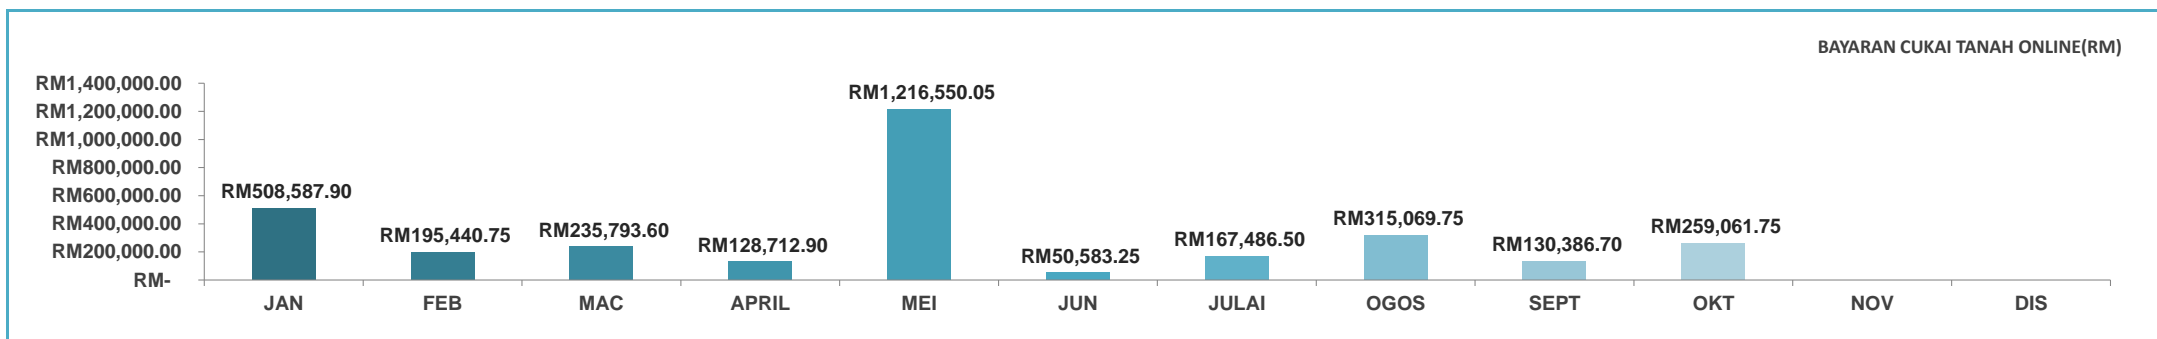 BAYARAN CUKAI TANAH ONLINE(RM)
RM1,400,000.00
RM1,200,000.00
RM1,000,000.00
RM800,000.00
RM600,000.00
RM400,000.00
RM200,000.00
RM-
RM508,587.90
RM195,440.75
RM235,793.60
RM128,712.90
RM1,216,550.05
RM50,583.25
RM167,486.50
RM315,069.75
RM130,386.70
RM259,061.75
JAN FEB MAC APRIL MEI JUN JULAI OGOS SEPT OKT NOV DIS